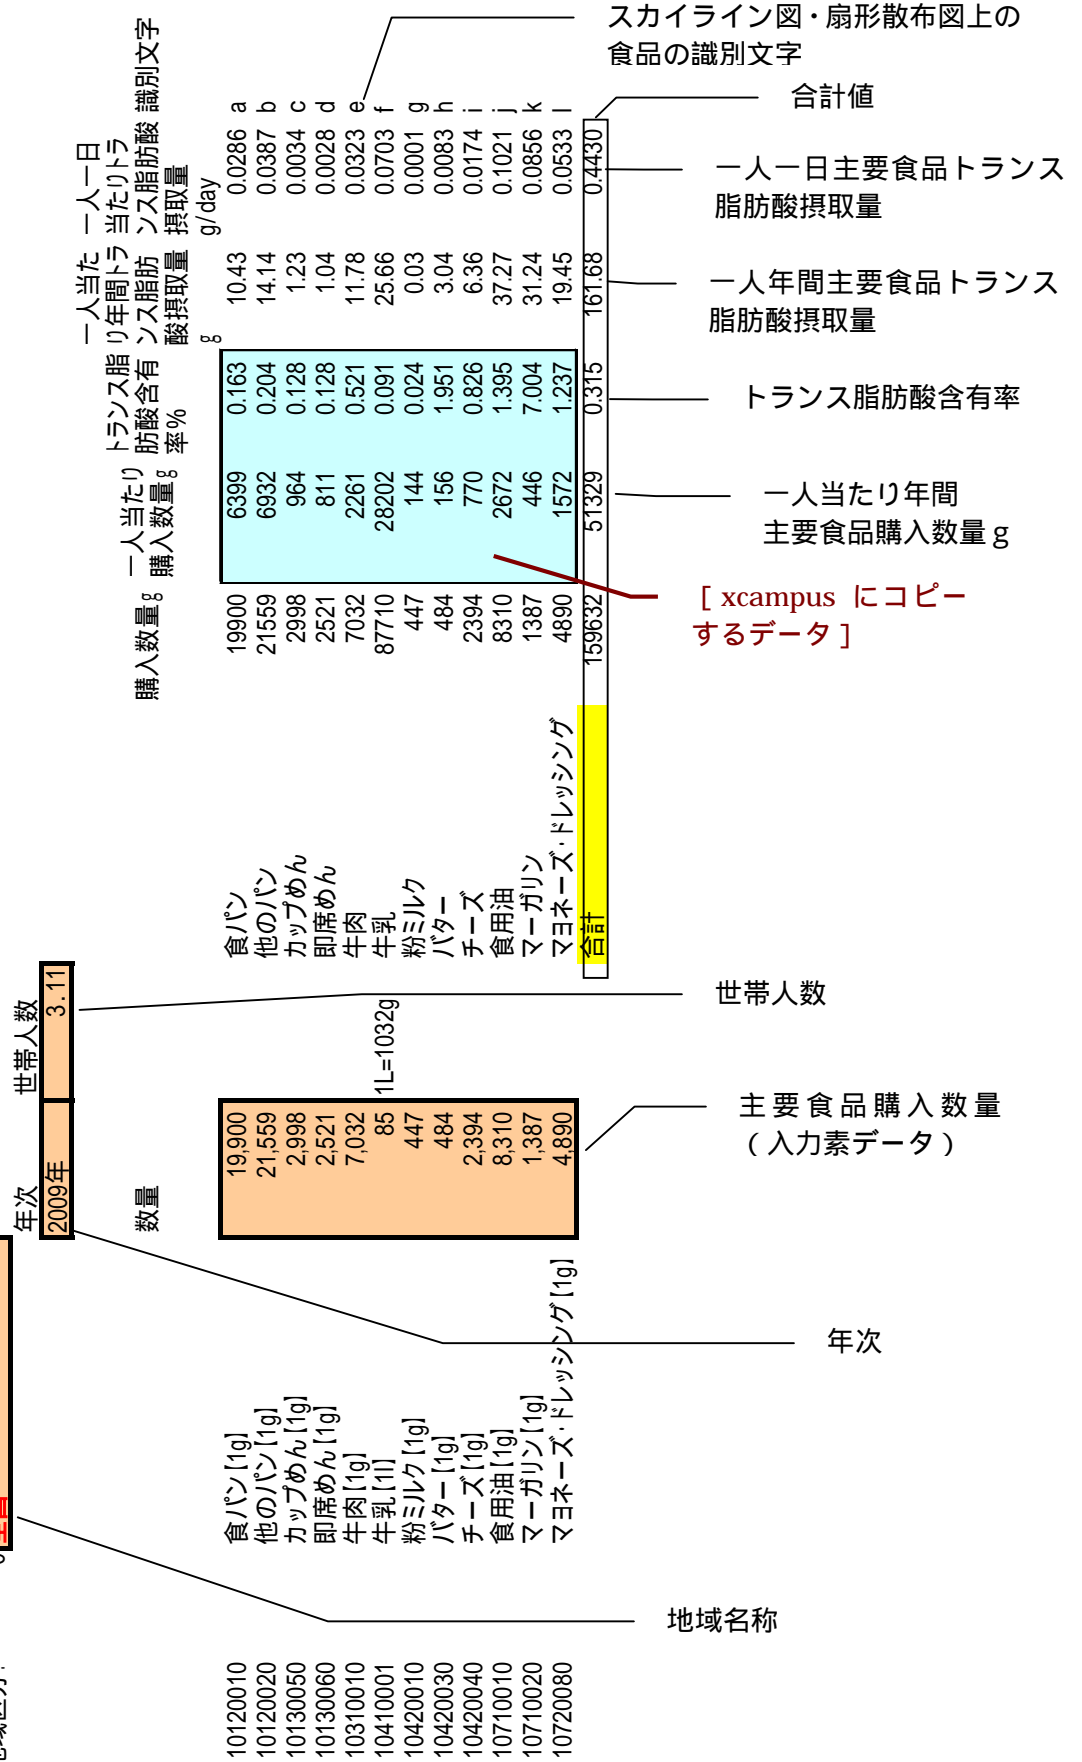 スカイライン図・扇形散布図上の
食品の識別文字
合計値
一人一日主要食品トランス
脂肪酸摂取量
一人年間主要食品トランス
脂肪酸摂取量
トランス脂肪酸含有率
一人当たり年間
主要食品購入数量g
[ xcampus にコピー
するデータ ]
世帯人数
主要食品購入数量
(入力素データ)
年次
地域名称
年次 世帯人数
2009年 3.11
数量 購入数量g 一人当たり購入数量g トランス脂肪酸含有率% 一人当たり年間トランス脂肪酸摂取量g 一人一日当たりトランス脂肪酸摂取量g/day 識別文字
10120010 食パン【1g】 19,900 食パン 19900 6399 0.163 10.43 0.0286 a
10120020 他のパン【1g】 21,559 他のパン 21559 6932 0.204 14.14 0.0387 b
10130050 カップめん【1g】 2,998 カップめん 2998 964 0.128 1.23 0.0034 c
10130060 即席めん【1g】 2,521 即席めん 2521 811 0.128 1.04 0.0028 d
10310010 牛肉【1g】 7,032 牛肉 7032 2261 0.521 11.78 0.0323 e
10410001 牛乳【1l】 85 1L=1032g 牛乳 87710 28202 0.091 25.66 0.0703 f
10420010 粉ミルク【1g】 447 粉ミルク 447 144 0.024 0.03 0.0001 g
10420030 バター【1g】 484 バター 484 156 1.951 3.04 0.0083 h
10420040 チーズ【1g】 2,394 チーズ 2394 770 0.826 6.36 0.0174 i
10710010 食用油【1g】 8,310 食用油 8310 2672 1.395 37.27 0.1021 j
10710020 マーガリン【1g】 1,387 マーガリン 1387 446 7.004 31.24 0.0856 k
10720080 マヨネーズ・ドレッシング【1g】 4,890 マヨネーズ・ドレッシング 4890 1572 1.237 19.45 0.0533 l
合計 159632 51329 0.315 161.68 0.4430